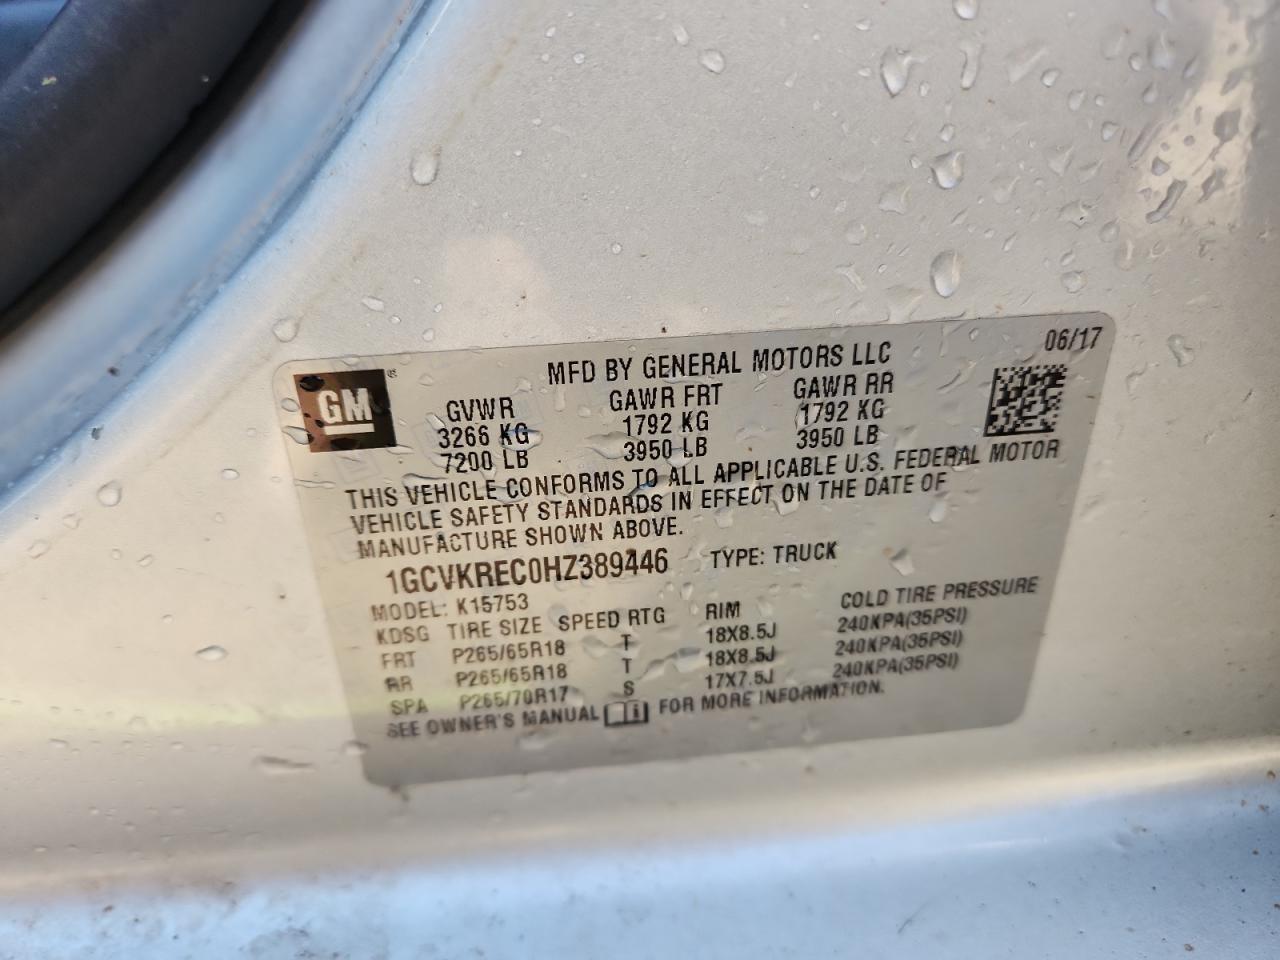 MFD BY GENERAL MOTORS LLC 06/17
GM ®
GVWR GAWR FRT GAWR RR
3266 KG 1792 KG 1792 KG
7200 LB 3950 LB 3950 LB
THIS VEHICLE CONFORMS TO ALL APPLICABLE U.S. FEDERAL MOTOR
VEHICLE SAFETY STANDARDS IN EFFECT ON THE DATE OF
MANUFACTURE SHOWN ABOVE.
1GCVKREC0HZ389446 TYPE: TRUCK
MODEL: K15753
KDSG TIRE SIZE SPEED RTG RIM COLD TIRE PRESSURE
FRT P265/65R18 T 18X8.5J 240KPA(35PSI)
RR P265/65R18 T 18X8.5J 240KPA(35PSI)
SPA P265/70R17 S 17X7.5J 240KPA(35PSI)
SEE OWNER'S MANUAL i FOR MORE INFORMATION.